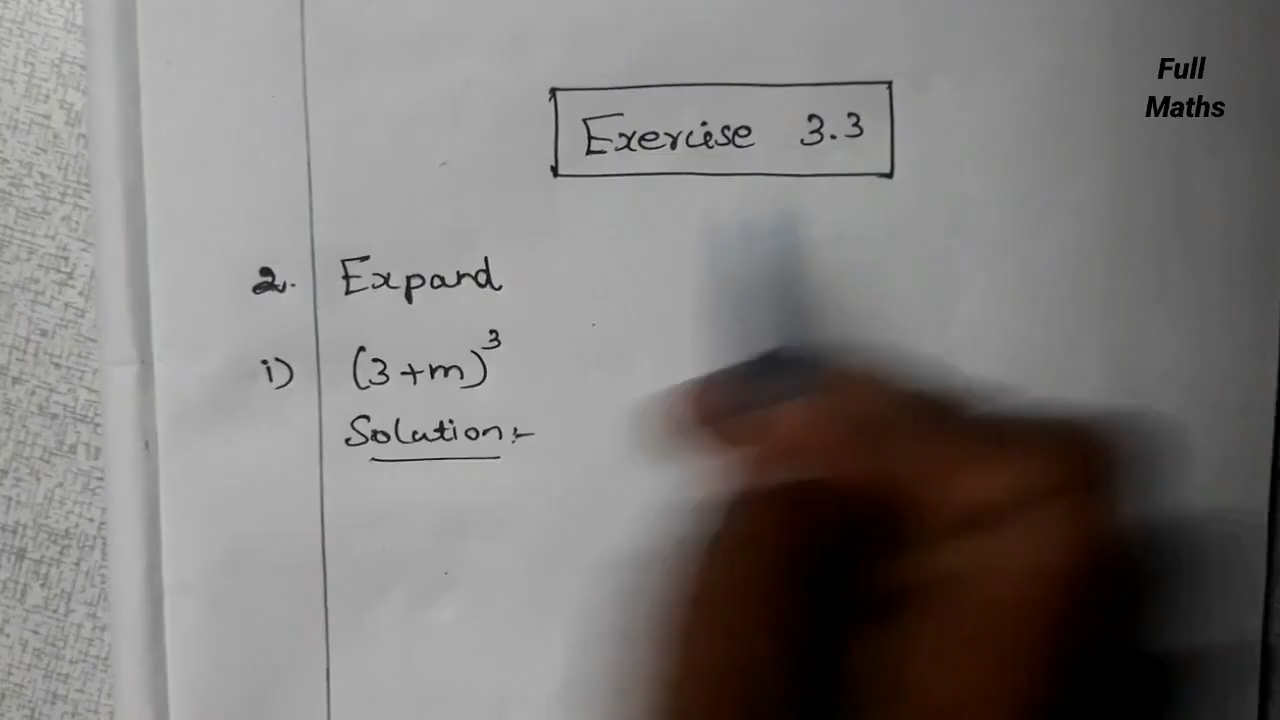 Full
Maths
Exercise 3.3
2. Expand
i) (3+m)³
Solution:-